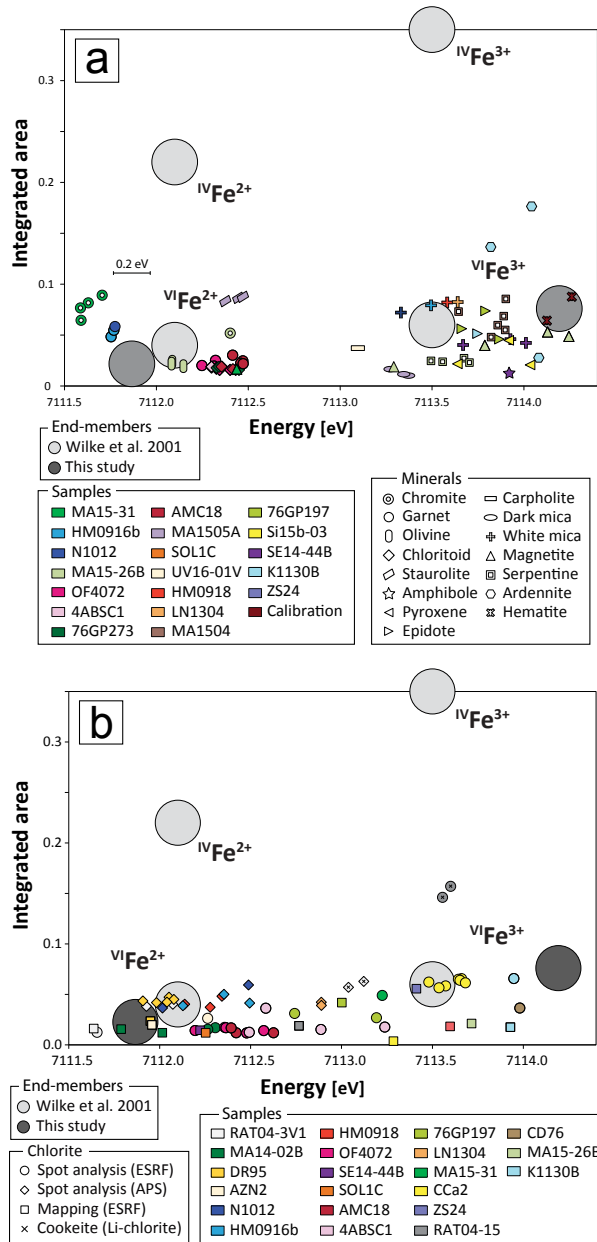 a
IVFe3+
0.3
Integrated area
0.2
IVFe2+
0.2 eV
0.1
VIFe2+
VIFe3+
0
7111.5 7112.0 7112.5 7113.0 7113.5 7114.0
Energy [eV]
End-members
Wilke et al. 2001
This study
Samples
MA15-31 AMC18 76GP197
HM0916b MA1505A Si15b-03
N1012 SOL1C SE14-44B
MA15-26B UV16-01V K1130B
OF4072 HM0918 ZS24
4ABSC1 LN1304 Calibration
76GP273 MA1504
Minerals
Chromite Carpholite
Garnet Dark mica
Olivine White mica
Chloritoid Magnetite
Staurolite Serpentine
Amphibole Ardennite
Pyroxene Hematite
Epidote
b
IVFe3+
0.3
Integrated area
0.2
IVFe2+
0.1
VIFe2+
VIFe3+
0.0
7111.5 7112.0 7112.5 7113.0 7113.5 7114.0
Energy [eV]
End-members
Wilke et al. 2001
This study
Chlorite
Spot analysis (ESRF)
Spot analysis (APS)
Mapping (ESRF)
Cookeite (Li-chlorite)
Samples
RAT04-3V1 HM0918 76GP197 CD76
MA14-02B OF4072 LN1304 MA15-26B
DR95 SE14-44B MA15-31 K1130B
AZN2 SOL1C CCa2
N1012 AMC18 ZS24
HM0916b 4ABSC1 RAT04-15